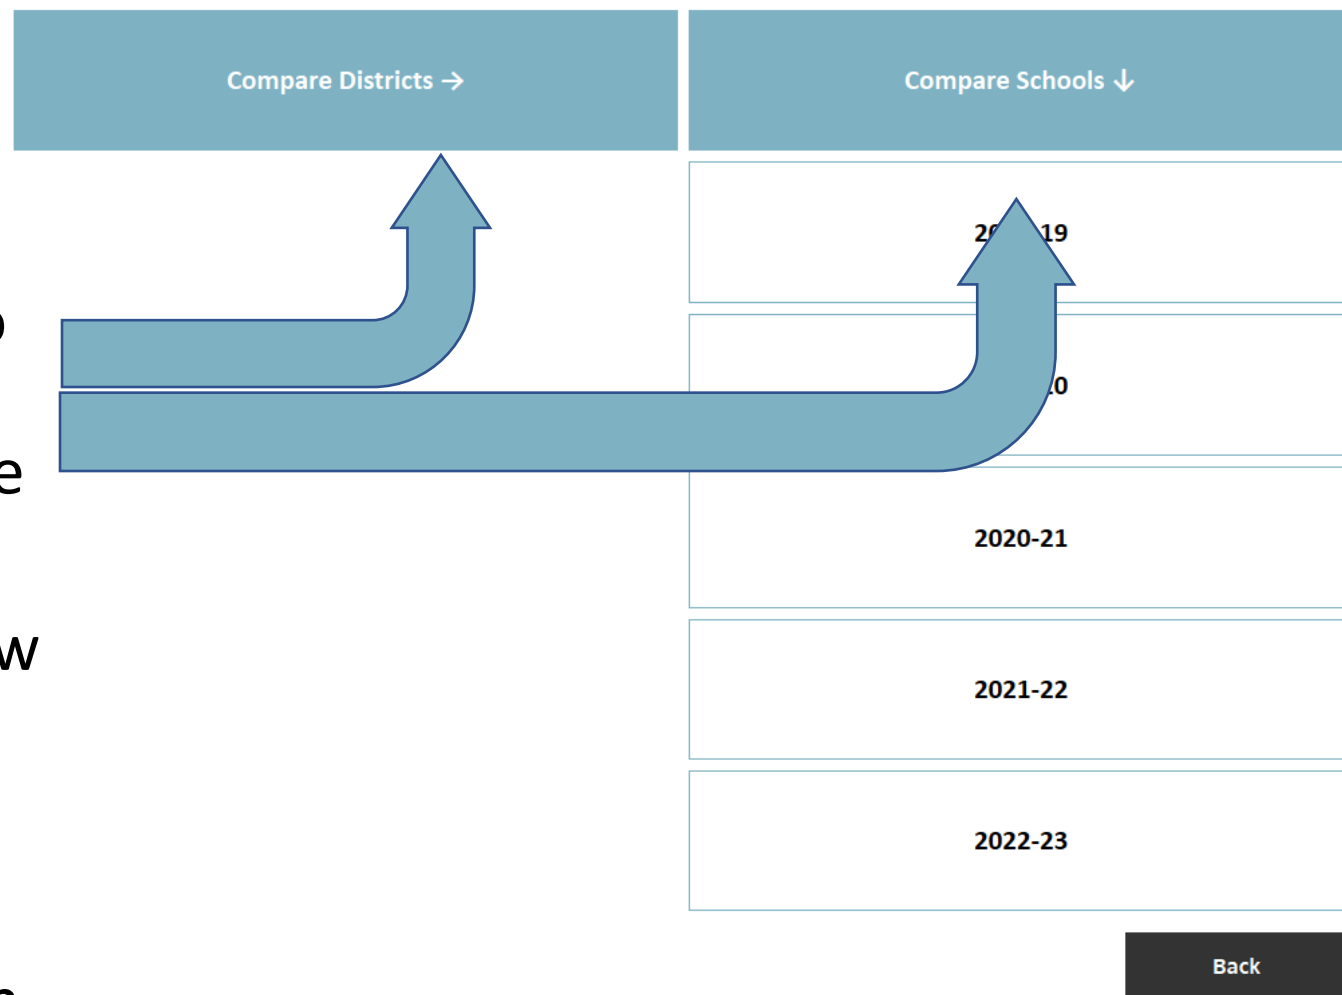 Compare Districts →
Compare Schools ↓
2020-21
w
2021-22
2022-23
Back